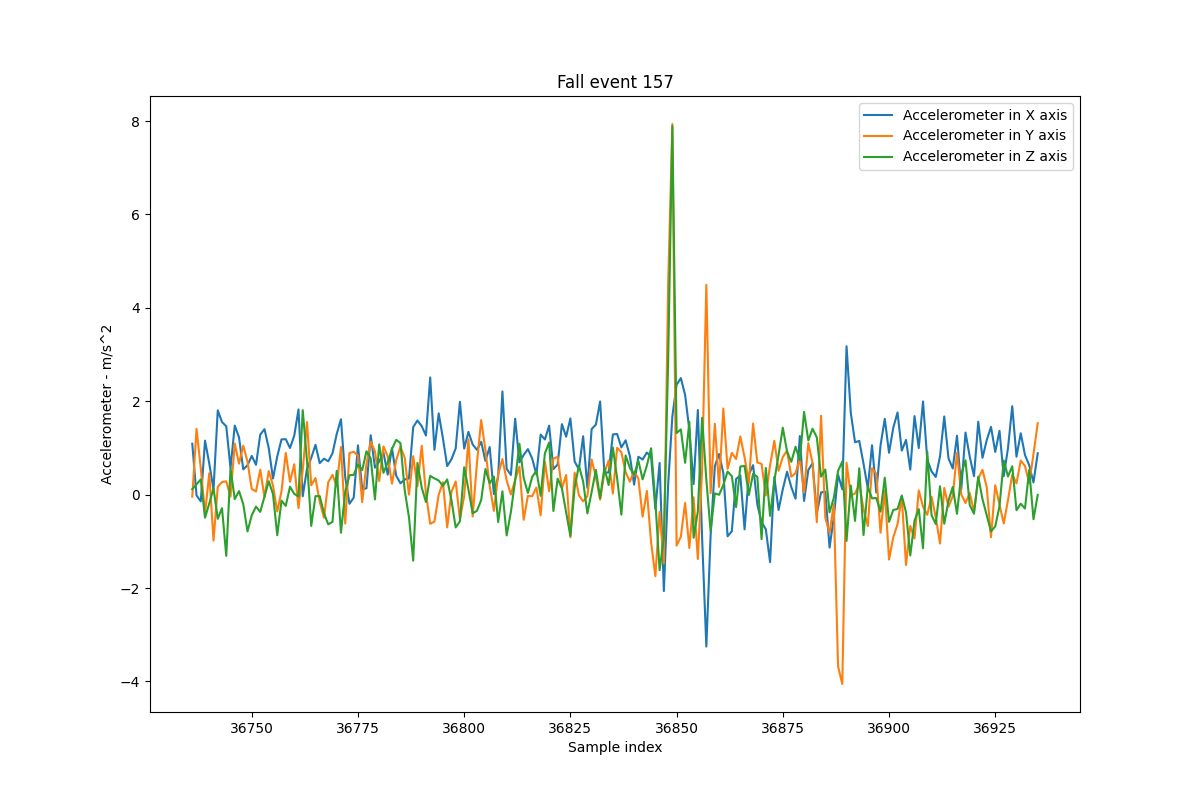 Fall event 157
Accelerometer in X axis
Accelerometer in Y axis
Accelerometer in Z axis
8
6
4
2
0
−2
−4
Accelerometer - m/s^2
36750
36775
36800
36825
36850
36875
36900
36925
Sample index